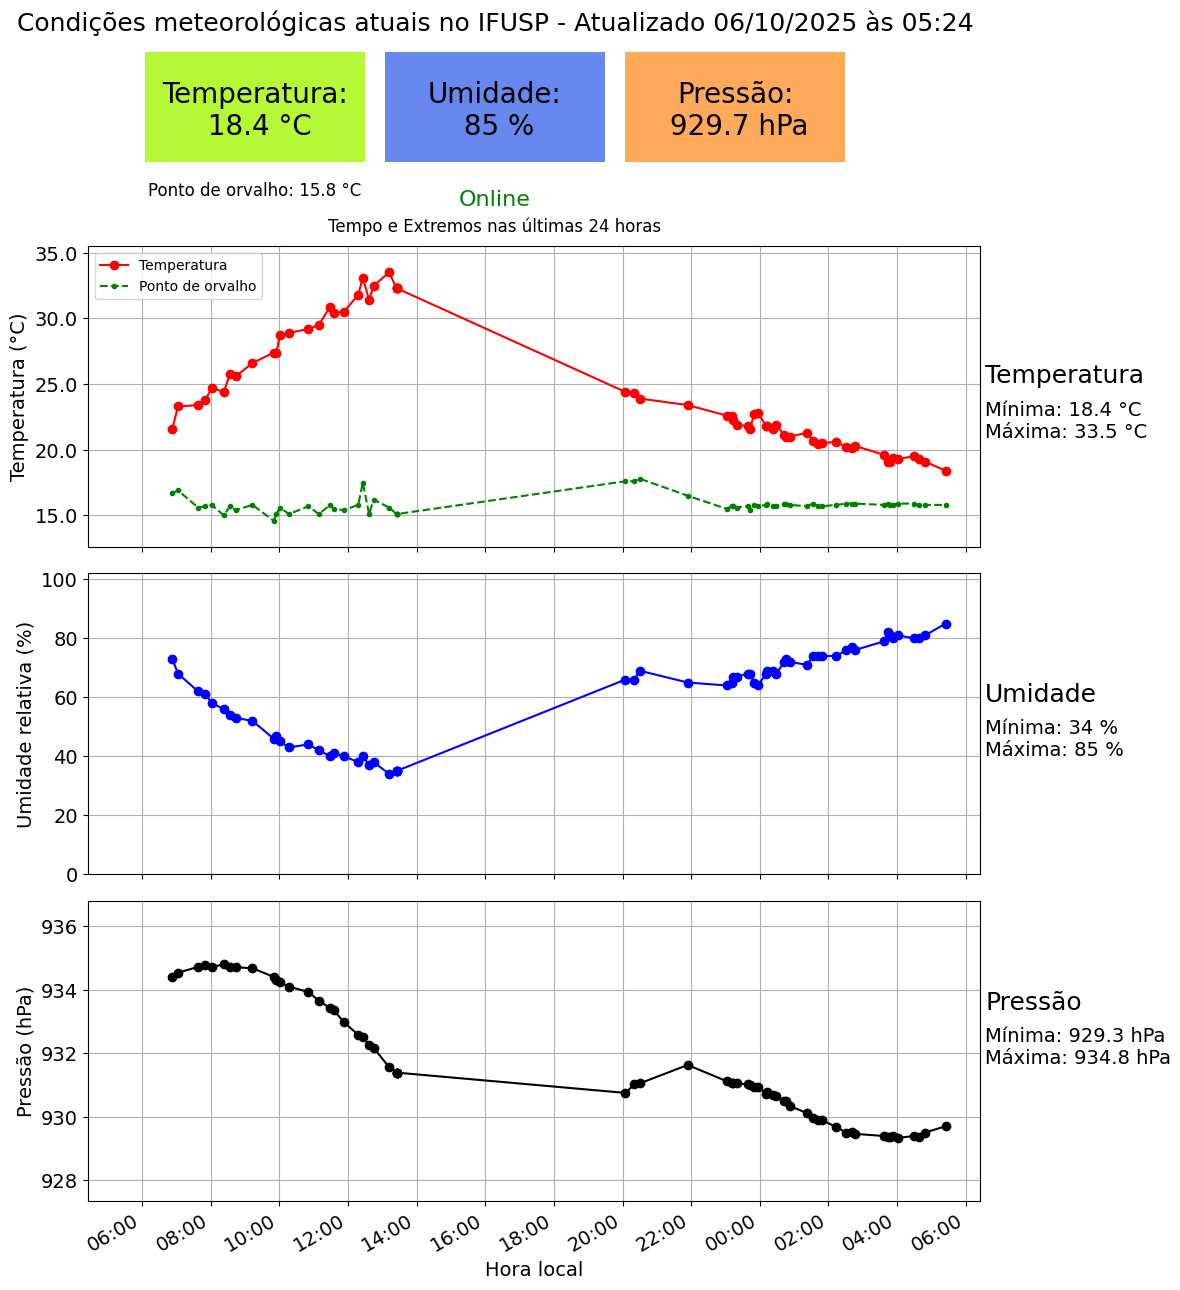 Condições meteorológicas atuais no IFUSP - Atualizado 06/10/2025 às 05:24
Temperatura:
18.4 °C
Umidade:
85 %
Pressão:
929.7 hPa
Ponto de orvalho: 15.8 °C
Online
Tempo e Extremos nas últimas 24 horas
35.0
30.0
25.0
20.0
15.0
Temperatura (°C)
Temperatura
Ponto de orvalho
Temperatura
Mínima: 18.4 °C
Máxima: 33.5 °C
100
80
60
40
20
0
Umidade relativa (%)
Umidade
Mínima: 34 %
Máxima: 85 %
936
934
932
930
928
Pressão (hPa)
Pressão
Mínima: 929.3 hPa
Máxima: 934.8 hPa
06:00
08:00
10:00
12:00
14:00
16:00
18:00
20:00
22:00
00:00
02:00
04:00
06:00
Hora local